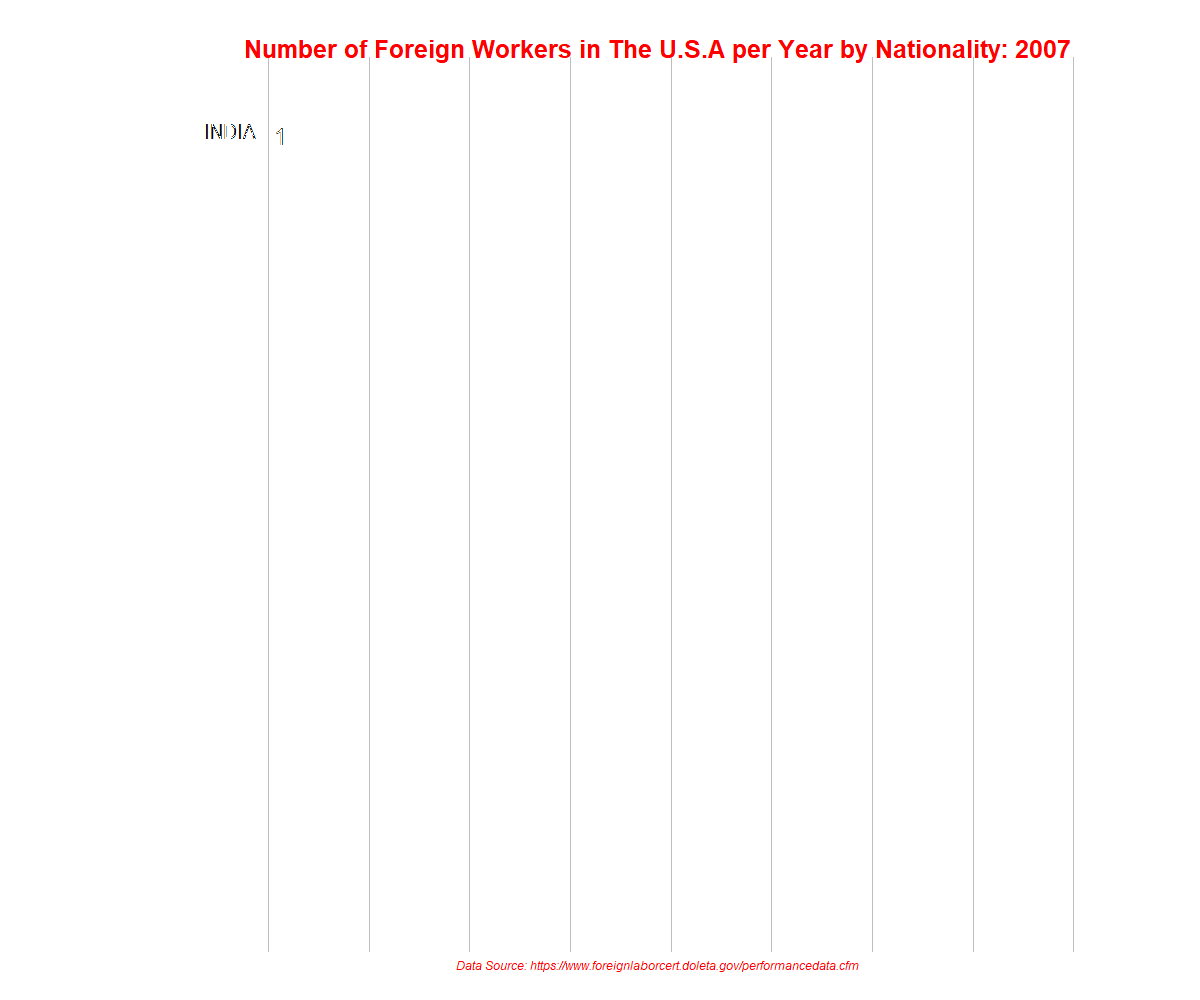 Number of Foreign Workers in The U.S.A per Year by Nationality: 2007
INDIA 1
Data Source: https://www.foreignlaborcert.doleta.gov/performancedata.cfm